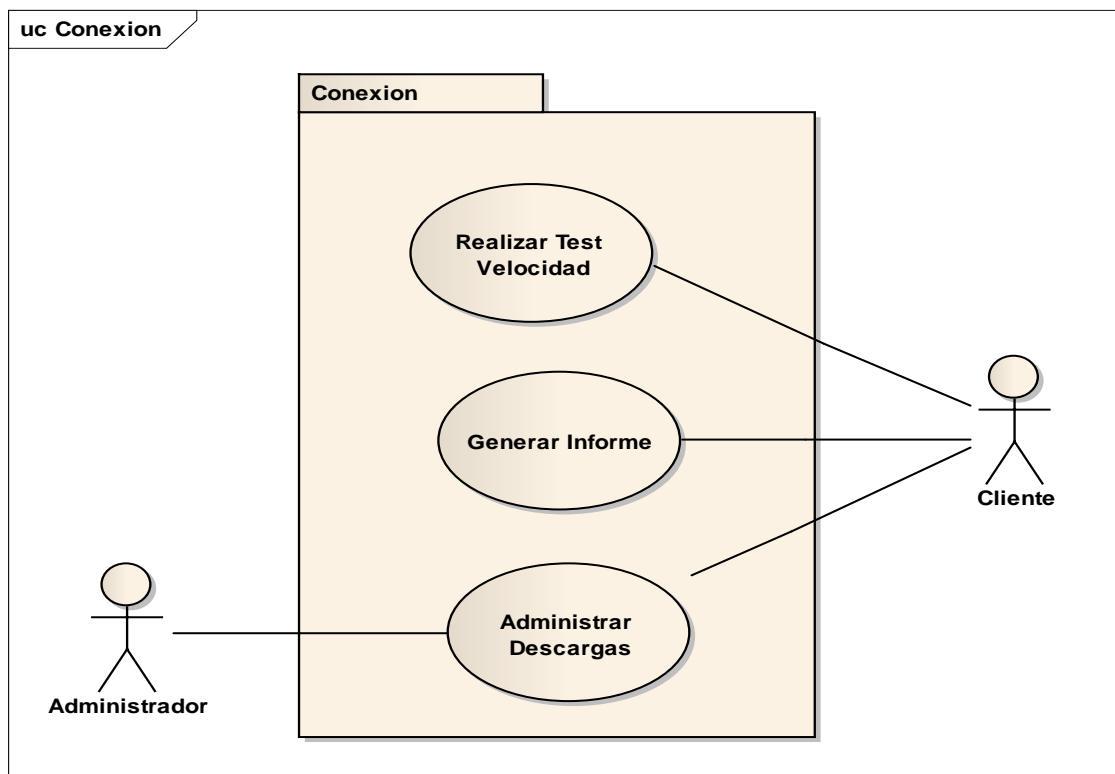 uc Conexion
Conexion
Realizar Test
Velocidad
Generar Informe
Cliente
Administrar
Descargas
Administrador